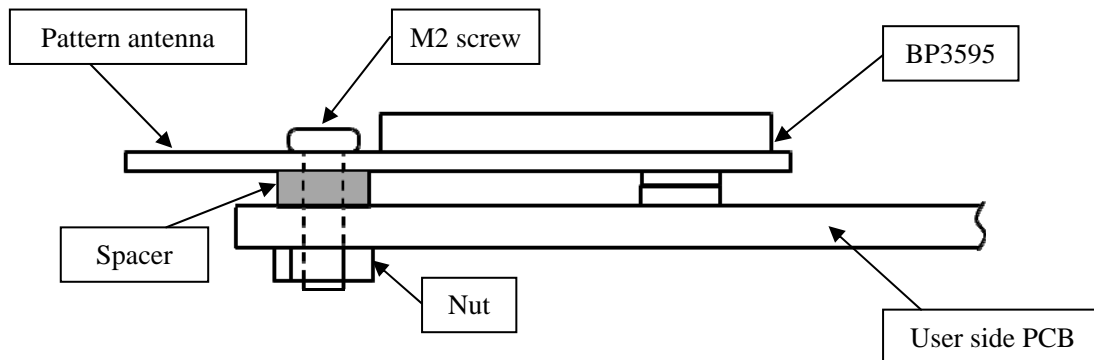 Pattern antenna
M2 screw
BP3595
Spacer
Nut
User side PCB